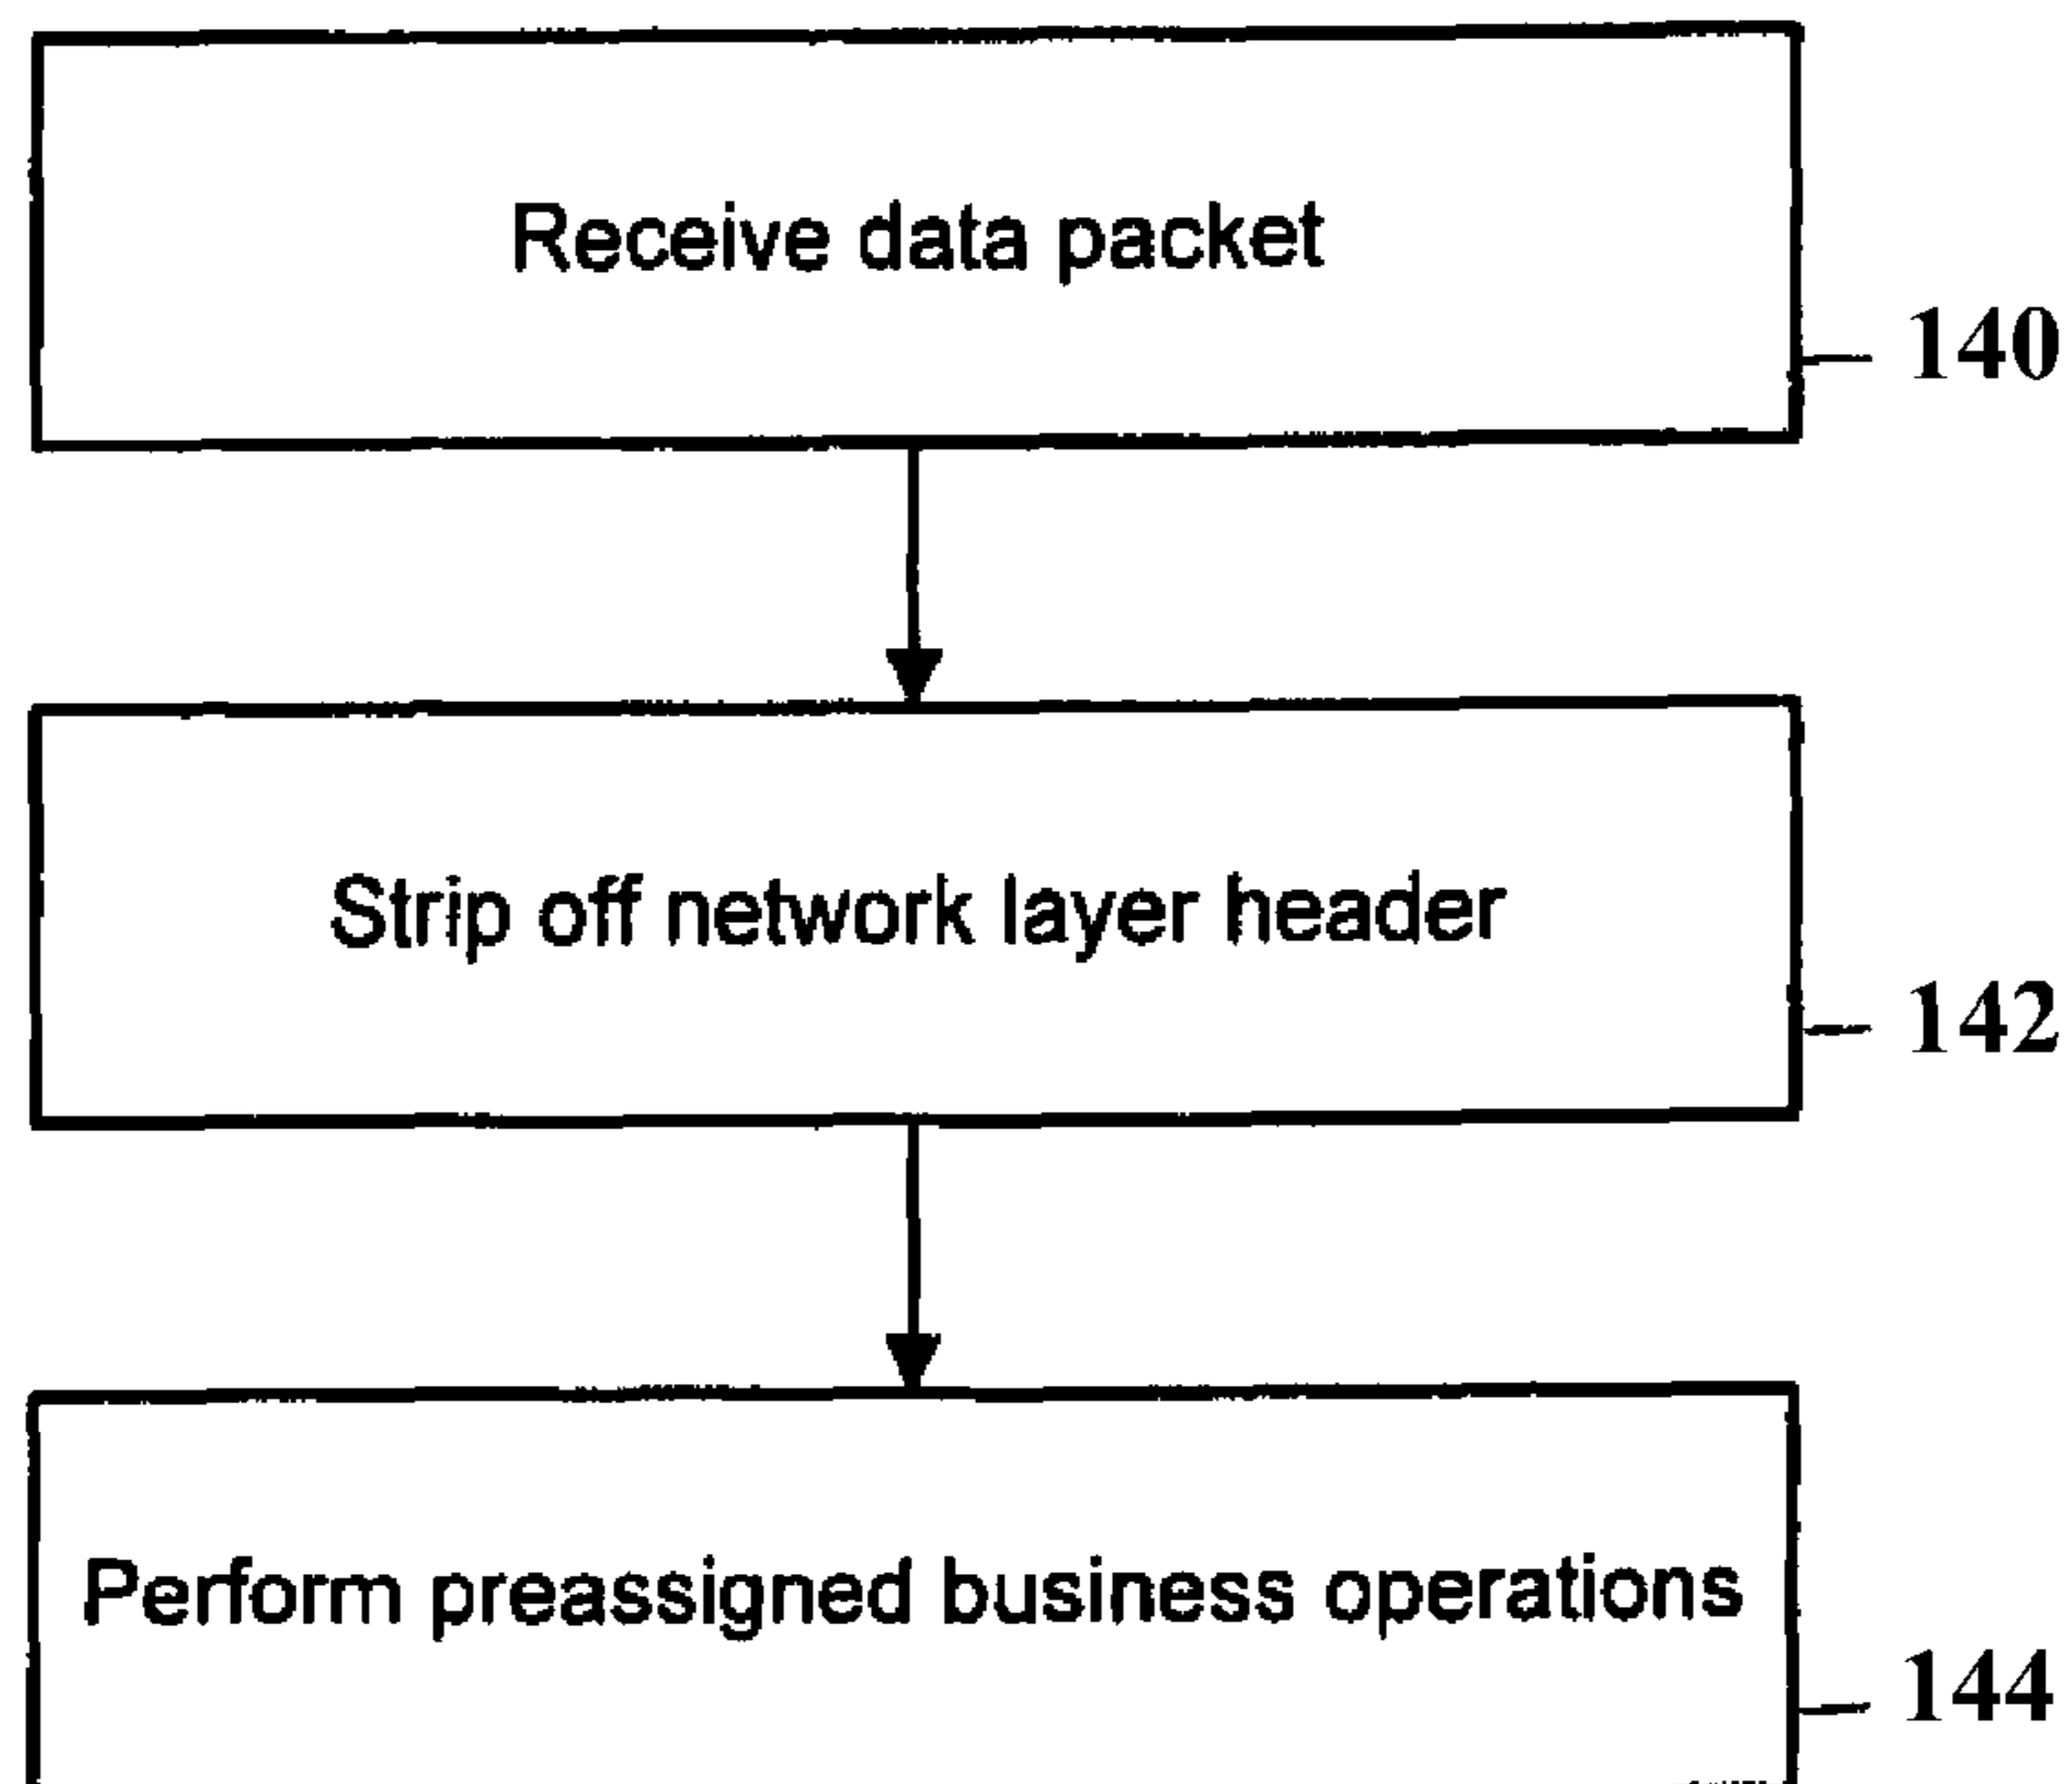 Receive data packet
140
Strip off network layer header
142
Perform preassigned business operations
144